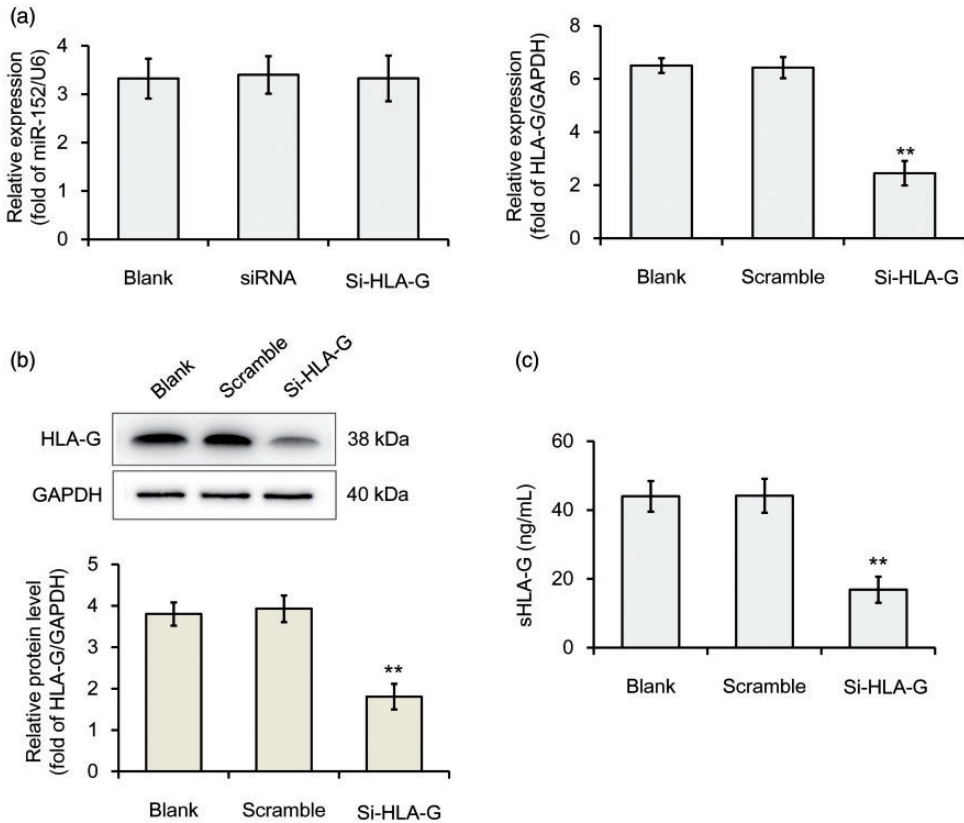 (a)
Relative expression
(fold of miR-152/U6)
4
3
2
1
0
Blank
siRNA
Si-HLA-G
Relative expression
(fold of HLA-G/GAPDH)
8
6
4
2
0
**
Blank
Scramble
Si-HLA-G
(b)
Blank
Scramble
Si-HLA-G
HLA-G
38 kDa
GAPDH
40 kDa
Relative protein level
(fold of HLA-G/GAPDH)
5
4
3
2
1
0
**
Blank
Scramble
Si-HLA-G
(c)
sHLA-G (ng/mL)
60
40
20
0
**
Blank
Scramble
Si-HLA-G